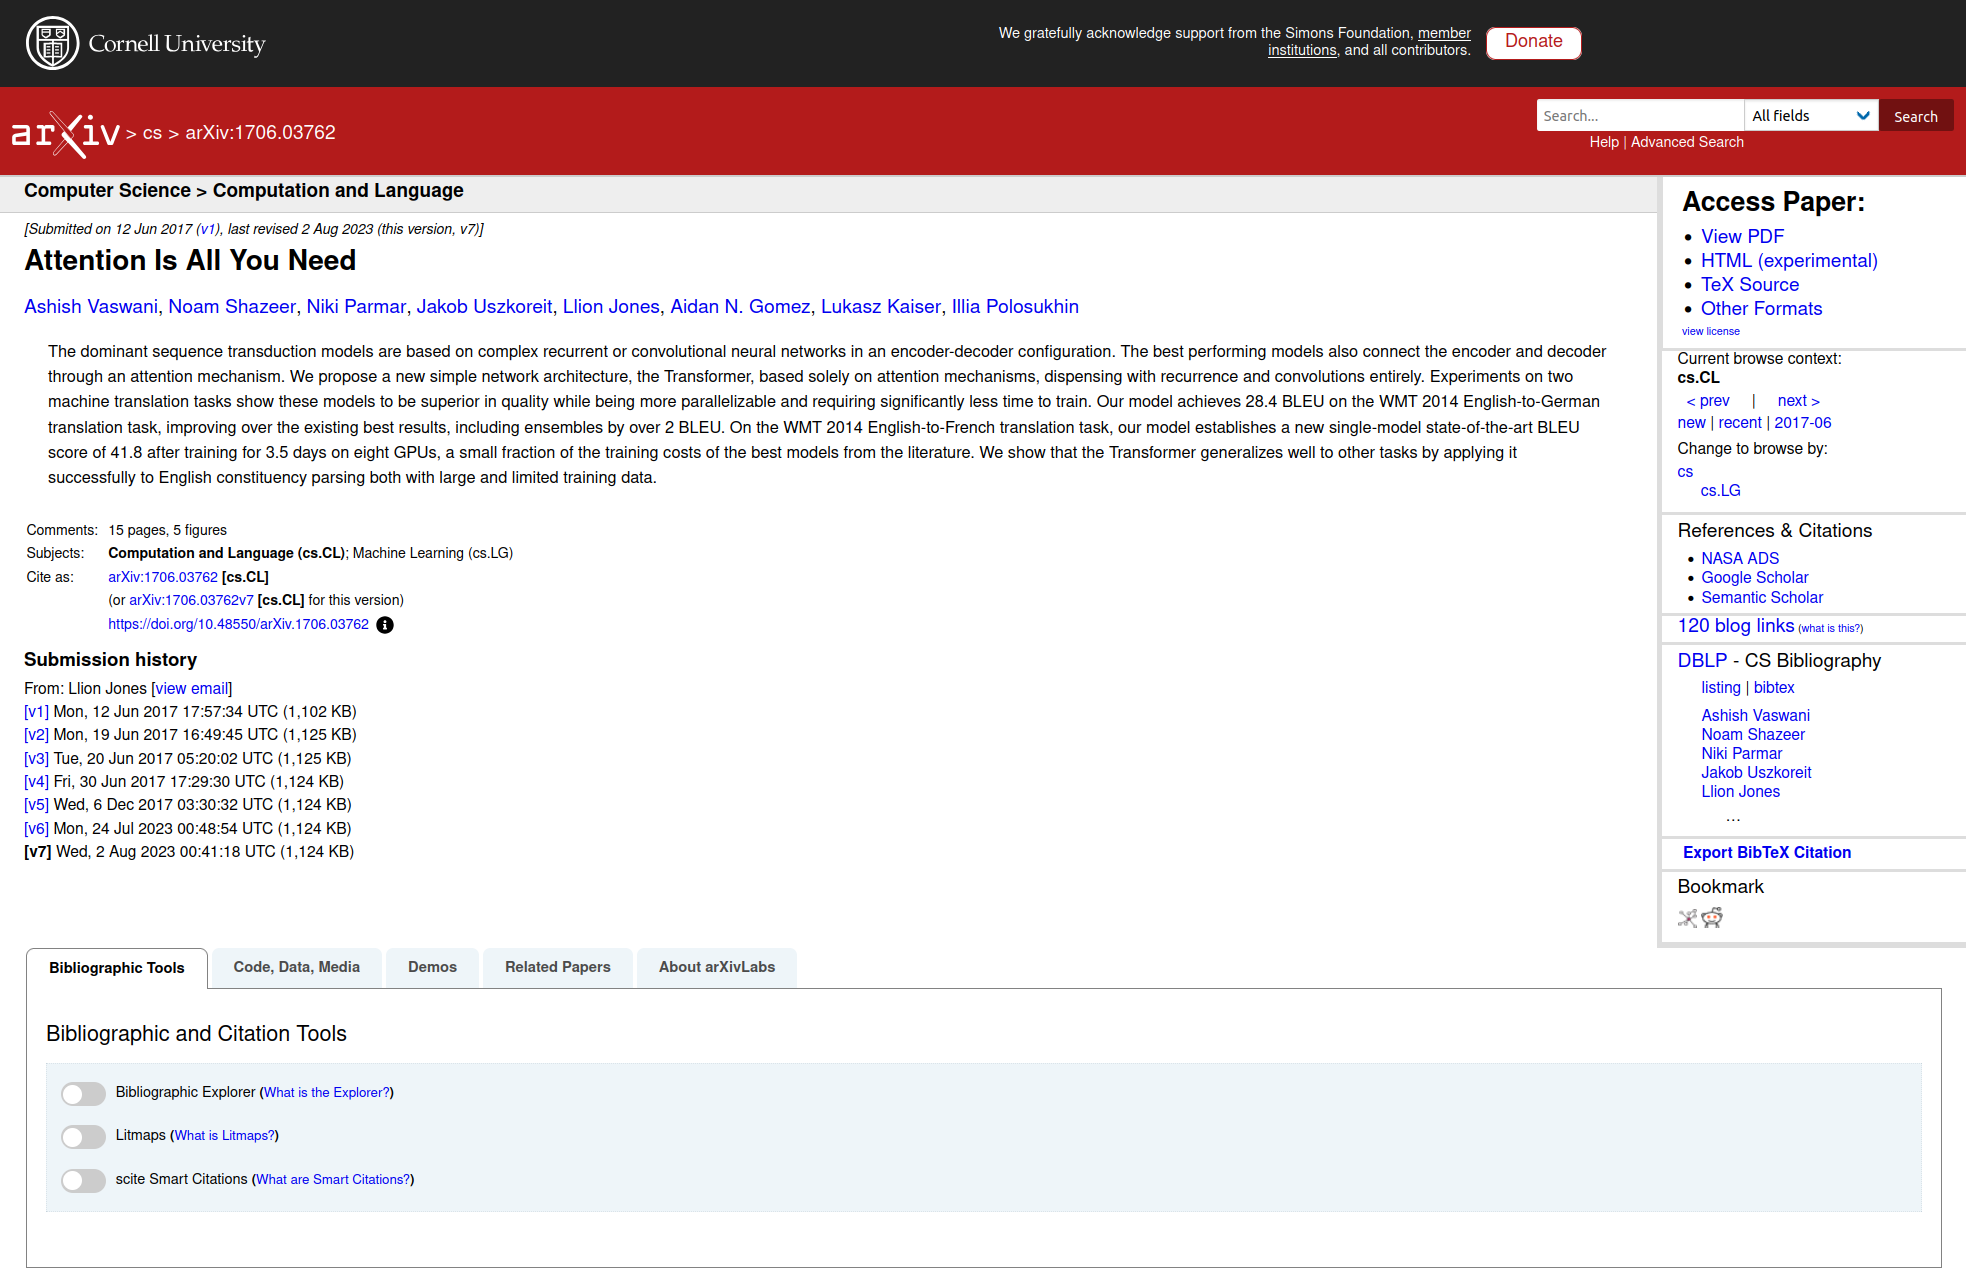 Cornell University
We gratefully acknowledge support from the Simons Foundation, member
institutions, and all contributors.
Donate
arXiv > cs > arXiv:1706.03762
Search...
All fields
Search
Help | Advanced Search
Computer Science > Computation and Language
[Submitted on 12 Jun 2017 (v1), last revised 2 Aug 2023 (this version, v7)]
Attention Is All You Need
Ashish Vaswani, Noam Shazeer, Niki Parmar, Jakob Uszkoreit, Llion Jones, Aidan N. Gomez, Lukasz Kaiser, Illia Polosukhin
The dominant sequence transduction models are based on complex recurrent or convolutional neural networks in an encoder-decoder configuration. The best performing models also connect the encoder and decoder
through an attention mechanism. We propose a new simple network architecture, the Transformer, based solely on attention mechanisms, dispensing with recurrence and convolutions entirely. Experiments on two
machine translation tasks show these models to be superior in quality while being more parallelizable and requiring significantly less time to train. Our model achieves 28.4 BLEU on the WMT 2014 English-to-German
translation task, improving over the existing best results, including ensembles by over 2 BLEU. On the WMT 2014 English-to-French translation task, our model establishes a new single-model state-of-the-art BLEU
score of 41.8 after training for 3.5 days on eight GPUs, a small fraction of the training costs of the best models from the literature. We show that the Transformer generalizes well to other tasks by applying it
successfully to English constituency parsing both with large and limited training data.
Comments: 15 pages, 5 figures
Subjects: Computation and Language (cs.CL); Machine Learning (cs.LG)
Cite as: arXiv:1706.03762 [cs.CL]
(or arXiv:1706.03762v7 [cs.CL] for this version)
https://doi.org/10.48550/arXiv.1706.03762
Submission history
From: Llion Jones [view email]
[v1] Mon, 12 Jun 2017 17:57:34 UTC (1,102 KB)
[v2] Mon, 19 Jun 2017 16:49:45 UTC (1,125 KB)
[v3] Tue, 20 Jun 2017 05:20:02 UTC (1,125 KB)
[v4] Fri, 30 Jun 2017 17:29:30 UTC (1,124 KB)
[v5] Wed, 6 Dec 2017 03:30:32 UTC (1,124 KB)
[v6] Mon, 24 Jul 2023 00:48:54 UTC (1,124 KB)
[v7] Wed, 2 Aug 2023 00:41:18 UTC (1,124 KB)
Access Paper:
View PDF
HTML (experimental)
TeX Source
Other Formats
view license
Current browse context:
cs.CL
< prev | next >
new | recent | 2017-06
Change to browse by:
cs
cs.LG
References & Citations
NASA ADS
Google Scholar
Semantic Scholar
120 blog links (what is this?)
DBLP - CS Bibliography
listing | bibtex
Ashish Vaswani
Noam Shazeer
Niki Parmar
Jakob Uszkoreit
Llion Jones
...
Export BibTeX Citation
Bookmark
Bibliographic Tools
Code, Data, Media
Demos
Related Papers
About arXivLabs
Bibliographic and Citation Tools
Bibliographic Explorer (What is the Explorer?)
Litmaps (What is Litmaps?)
scite Smart Citations (What are Smart Citations?)